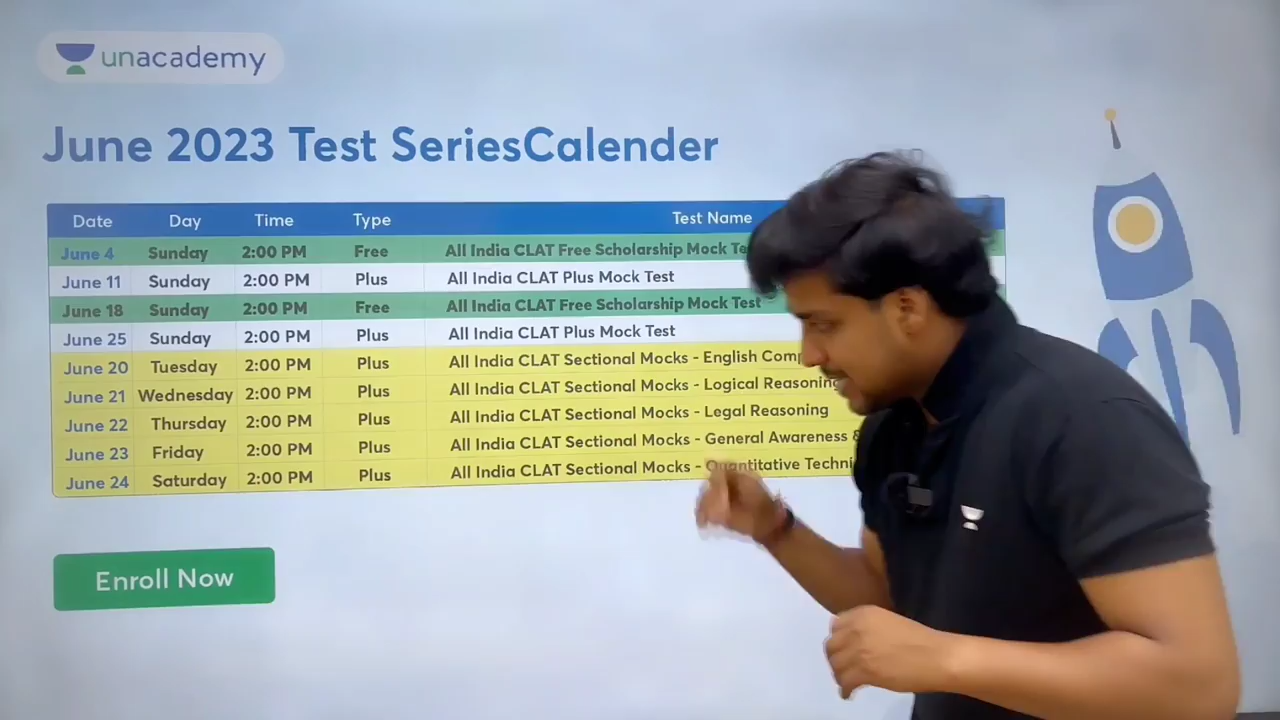 unacademy
June 2023 Test SeriesCalender
Date Day Time Type Test Name
June 4 Sunday 2:00 PM Free All India CLAT Free Scholarship Mock
June 11 Sunday 2:00 PM Plus All India CLAT Plus Mock Test
June 18 Sunday 2:00 PM Free All India CLAT Free Scholarship Mock Test
June 25 Sunday 2:00 PM Plus All India CLAT Plus Mock Test
June 20 Tuesday 2:00 PM Plus All India CLAT Sectional Mocks - English
June 21 Wednesday 2:00 PM Plus All India CLAT Sectional Mocks - Logical Reasoning
June 22 Thursday 2:00 PM Plus All India CLAT Sectional Mocks - Legal Reasoning
June 23 Friday 2:00 PM Plus All India CLAT Sectional Mocks - General Awareness &
June 24 Saturday 2:00 PM Plus All India CLAT Sectional Mocks - Quantitative
Enroll Now